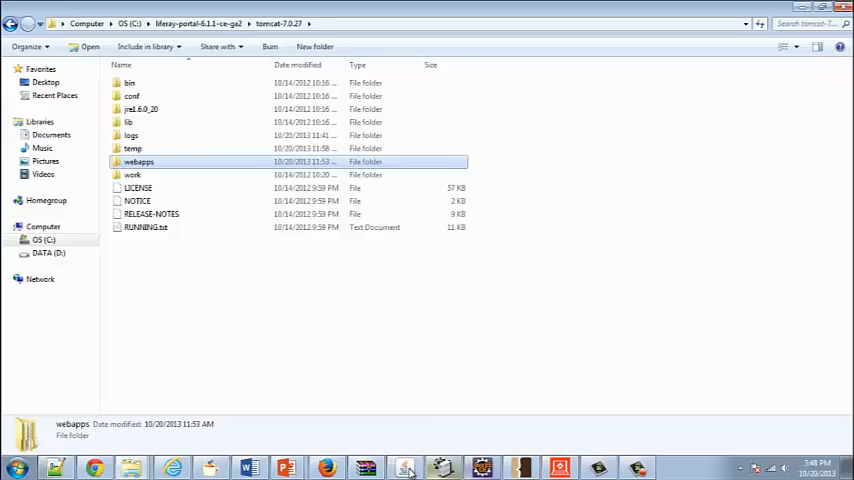 Computer ▸ OS (C:) ▸ liferay-portal-6.1.1-ce-ga2 ▸ tomcat-7.0.27 ▸
Search tomcat-7...
Organize Open Include in library Share with Burn New folder
Name Date modified Type Size
Favorites
Desktop
Recent Places
Libraries
Documents
Music
Pictures
Videos
Homegroup
Computer
OS (C:)
DATA (D:)
Network
bin 10/14/2012 10:16 ... File folder
conf 10/14/2012 10:16 ... File folder
jre1.6.0_20 10/14/2012 10:16 ... File folder
lib 10/14/2012 10:16 ... File folder
logs 10/20/2013 11:41 ... File folder
temp 10/20/2013 11:58 ... File folder
webapps 10/20/2013 11:53 ... File folder
work 10/14/2012 10:20 ... File folder
LICENSE 10/14/2012 9:59 PM File 57 KB
NOTICE 10/14/2012 9:59 PM File 2 KB
RELEASE-NOTES 10/14/2012 9:59 PM File 9 KB
RUNNING.txt 10/14/2012 9:59 PM Text Document 11 KB
webapps Date modified: 10/20/2013 11:53 AM
File folder
3:48 PM
10/20/2013